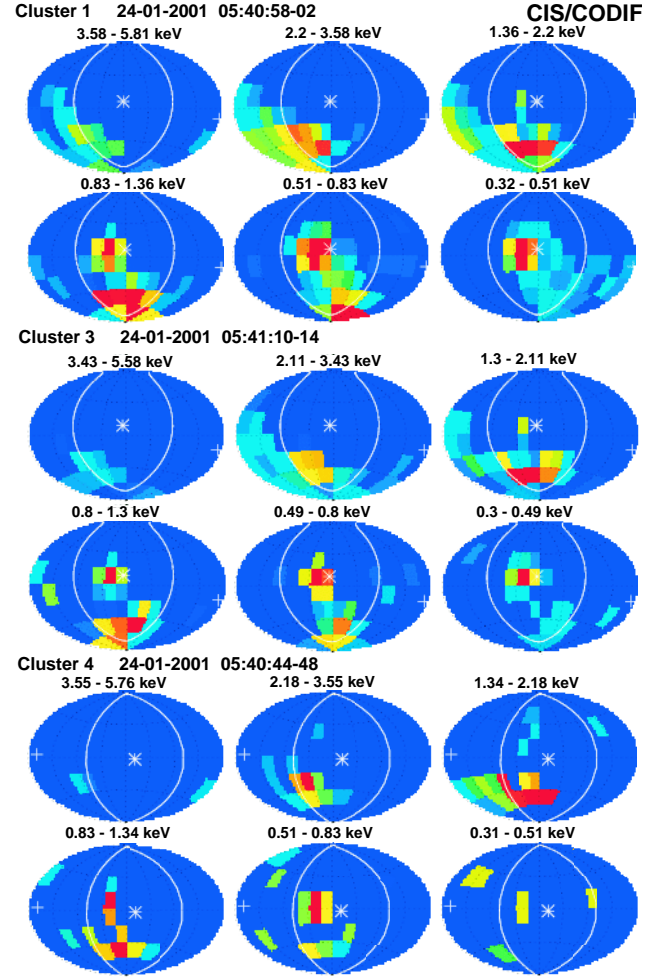 Cluster 1 24-01-2001 05:40:58-02 CIS/CODIF
3.58 - 5.81 keV 2.2 - 3.58 keV 1.36 - 2.2 keV
0.83 - 1.36 keV 0.51 - 0.83 keV 0.32 - 0.51 keV
Cluster 3 24-01-2001 05:41:10-14
3.43 - 5.58 keV 2.11 - 3.43 keV 1.3 - 2.11 keV
0.8 - 1.3 keV 0.49 - 0.8 keV 0.3 - 0.49 keV
Cluster 4 24-01-2001 05:40:44-48
3.55 - 5.76 keV 2.18 - 3.55 keV 1.34 - 2.18 keV
0.83 - 1.34 keV 0.51 - 0.83 keV 0.31 - 0.51 keV